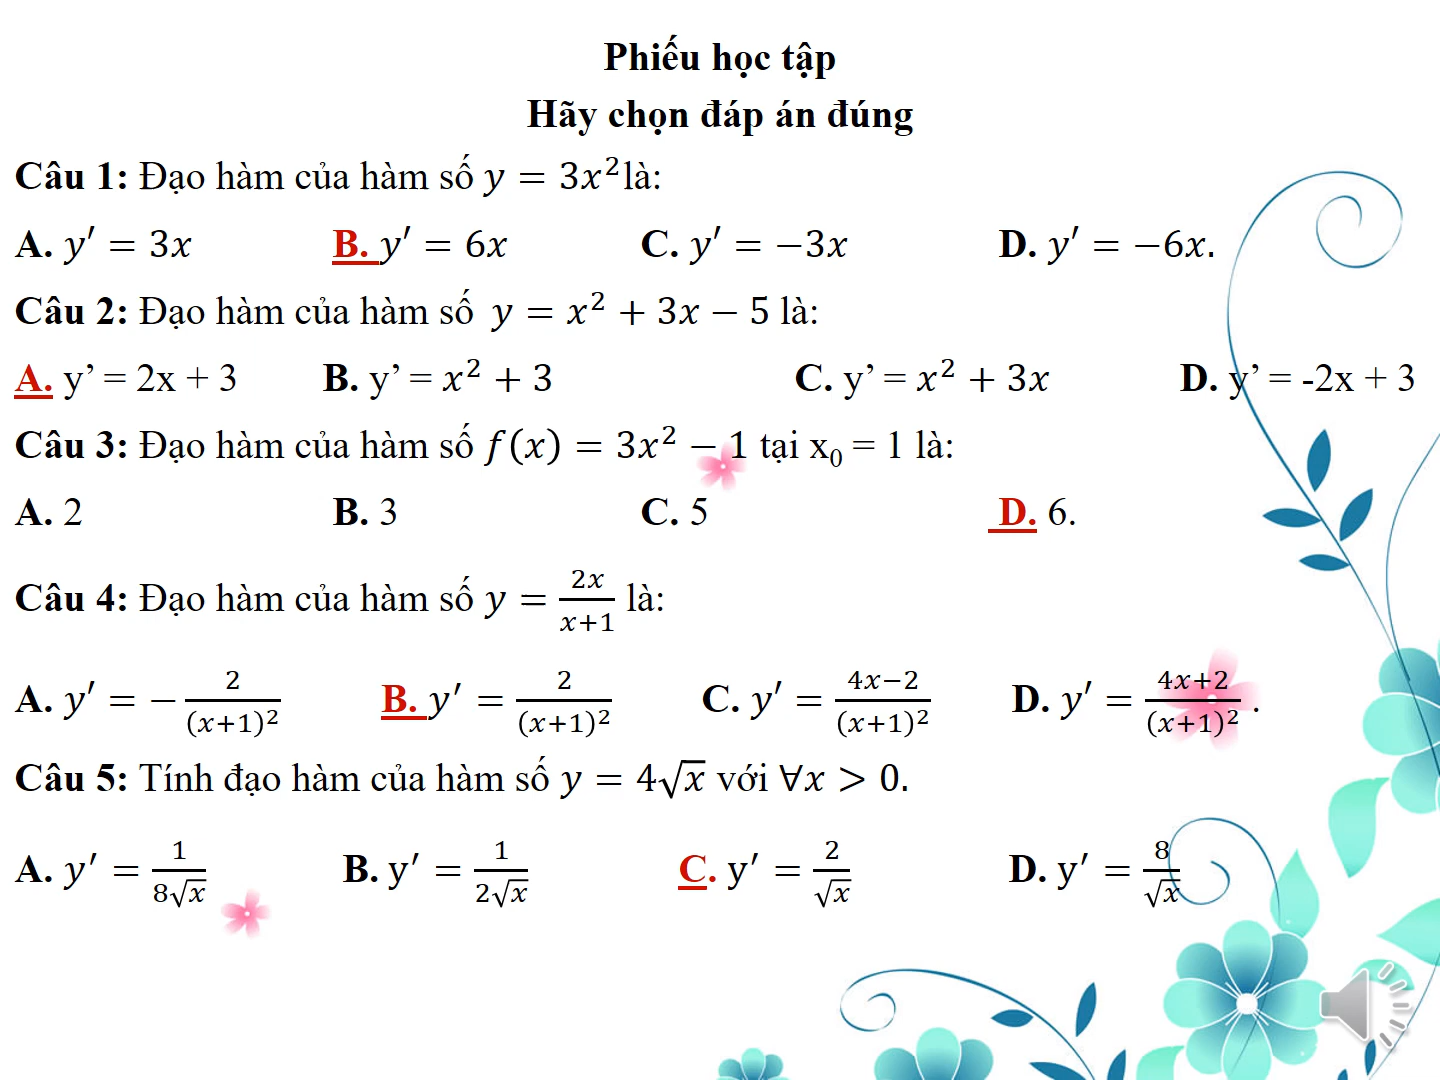 Phiếu học tập
Hãy chọn đáp án đúng
Câu 1: Đạo hàm của hàm số y = 3x² là:
A. y′ = 3x B. y′ = 6x C. y′ = −3x D. y′ = −6x.
Câu 2: Đạo hàm của hàm số y = x² + 3x − 5 là:
A. y’ = 2x + 3 B. y’ = x² + 3 C. y’ = x² + 3x D. y’ = -2x + 3
Câu 3: Đạo hàm của hàm số f(x) = 3x² − 1 tại x₀ = 1 là:
A. 2 B. 3 C. 5 D. 6.
Câu 4: Đạo hàm của hàm số y = 2x/(x+1) là:
A. y′ = − 2/(x+1)² B. y′ = 2/(x+1)² C. y′ = (4x−2)/(x+1)² D. y′ = (4x+2)/(x+1)² .
Câu 5: Tính đạo hàm của hàm số y = 4√x với ∀x > 0.
A. y′ = 1/(8√x) B. y′ = 1/(2√x) C. y′ = 2/√x D. y′ = 8/√x